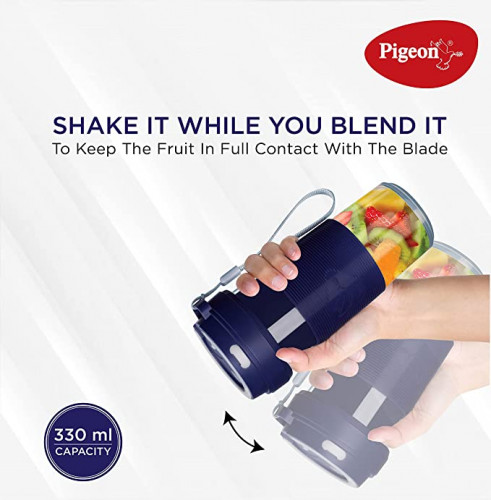 Pigeon®
SHAKE IT WHILE YOU BLEND IT
To Keep The Fruit In Full Contact With The Blade
330 ml
CAPACITY